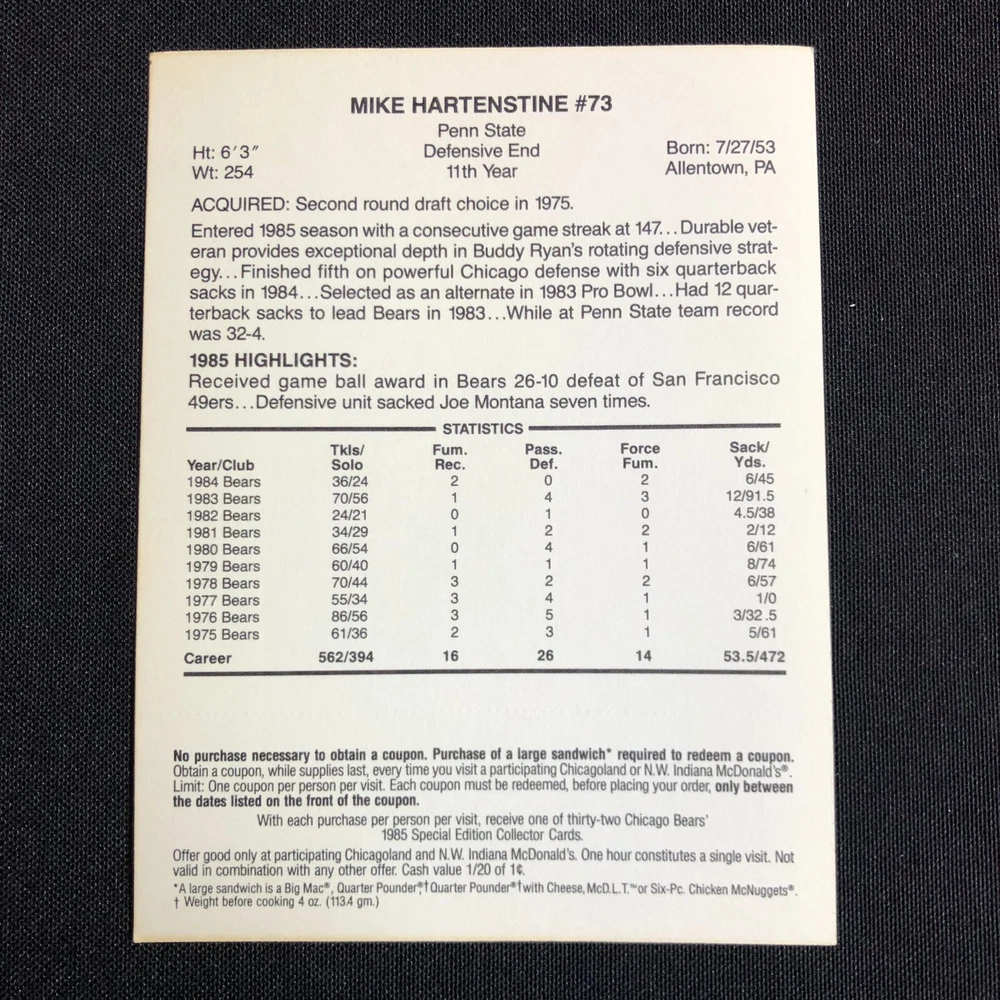 MIKE HARTENSTINE #73
Penn State
Ht: 6'3" Defensive End Born: 7/27/53
Wt: 254 11th Year Allentown, PA
ACQUIRED: Second round draft choice in 1975.
Entered 1985 season with a consecutive game streak at 147...Durable vet-
eran provides exceptional depth in Buddy Ryan's rotating defensive strat-
egy...Finished fifth on powerful Chicago defense with six quarterback
sacks in 1984...Selected as an alternate in 1983 Pro Bowl...Had 12 quar-
terback sacks to lead Bears in 1983...While at Penn State team record
was 32-4.
1985 HIGHLIGHTS:
Received game ball award in Bears 26-10 defeat of San Francisco
49ers...Defensive unit sacked Joe Montana seven times.
STATISTICS
Tkls/ Fum. Pass. Force Sack/
Year/Club Solo Rec. Def. Fum. Yds.
1984 Bears 36/24 2 0 2 6/45
1983 Bears 70/56 1 4 3 12/91.5
1982 Bears 24/21 0 1 0 4.5/38
1981 Bears 34/29 1 2 2 2/12
1980 Bears 66/54 0 4 1 6/61
1979 Bears 60/40 1 1 1 8/74
1978 Bears 70/44 3 2 2 6/57
1977 Bears 55/34 3 4 1 1/0
1976 Bears 86/56 3 5 1 3/32.5
1975 Bears 61/36 2 3 1 5/61
Career 562/394 16 26 14 53.5/472
No purchase necessary to obtain a coupon. Purchase of a large sandwich* required to redeem a coupon.
Obtain a coupon, while supplies last, every time you visit a participating Chicagoland or N.W. Indiana McDonald's®.
Limit: One coupon per person per visit. Each coupon must be redeemed, before placing your order, only between
the dates listed on the front of the coupon.
With each purchase per person per visit, receive one of thirty-two Chicago Bears'
1985 Special Edition Collector Cards.
Offer good only at participating Chicagoland and N.W. Indiana McDonald's. One hour constitutes a single visit. Not
valid in combination with any other offer. Cash value 1/20 of 1¢.
*A large sandwich is a Big Mac®, Quarter Pounder®,† Quarter Pounder®† with Cheese, McD.L.T.™ or Six-Pc. Chicken McNuggets®.
† Weight before cooking 4 oz. (113.4 gm.)